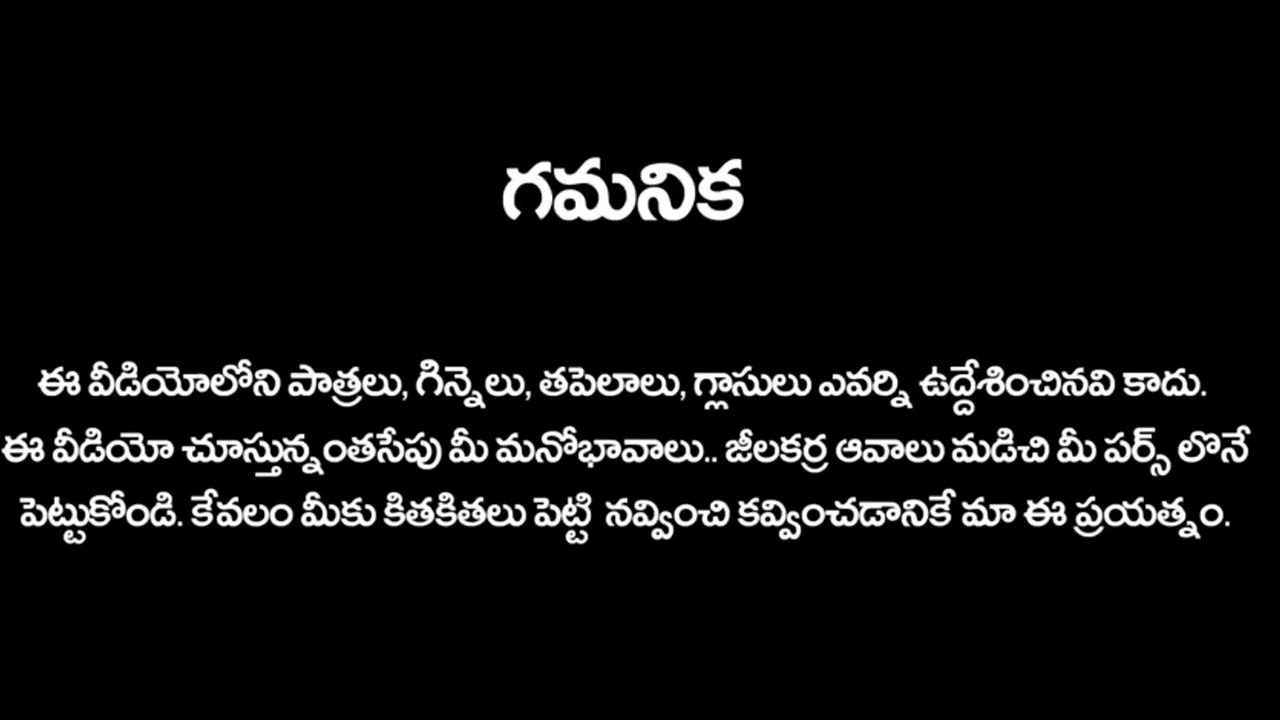 గమనిక
ఈ వీడియోలోని పాత్రలు, గిన్నెలు, తపెలాలు, గ్లాసులు ఎవర్ని ఉద్దేశించినవి కాదు.
ఈ వీడియో చూస్తున్నంతసేపు మీ మనోభావాలు.. జీలకర్ర ఆవాలు మడిచి మీ పర్స్ లొనే
పెట్టుకోండి. కేవలం మీకు కితకితలు పెట్టి నవ్వించి కవ్వించడానికే మా ఈ ప్రయత్నం.